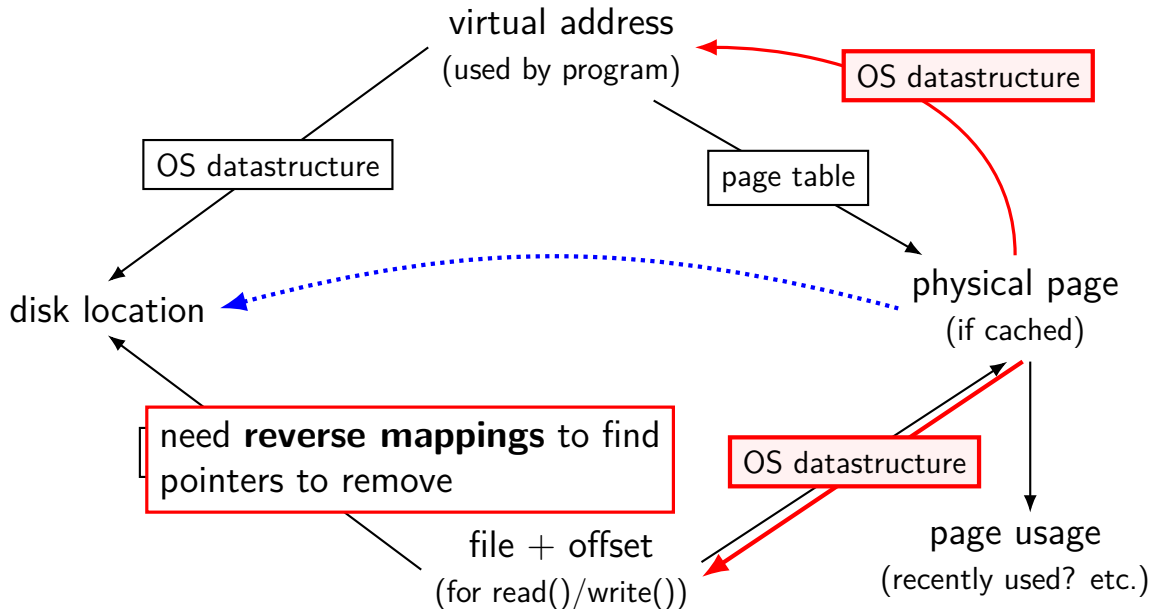 virtual address
(used by program)
OS datastructure
OS datastructure
page table
physical page
(if cached)
disk location
need reverse mappings to find
pointers to remove
OS datastructure
file + offset
(for read()/write())
page usage
(recently used? etc.)